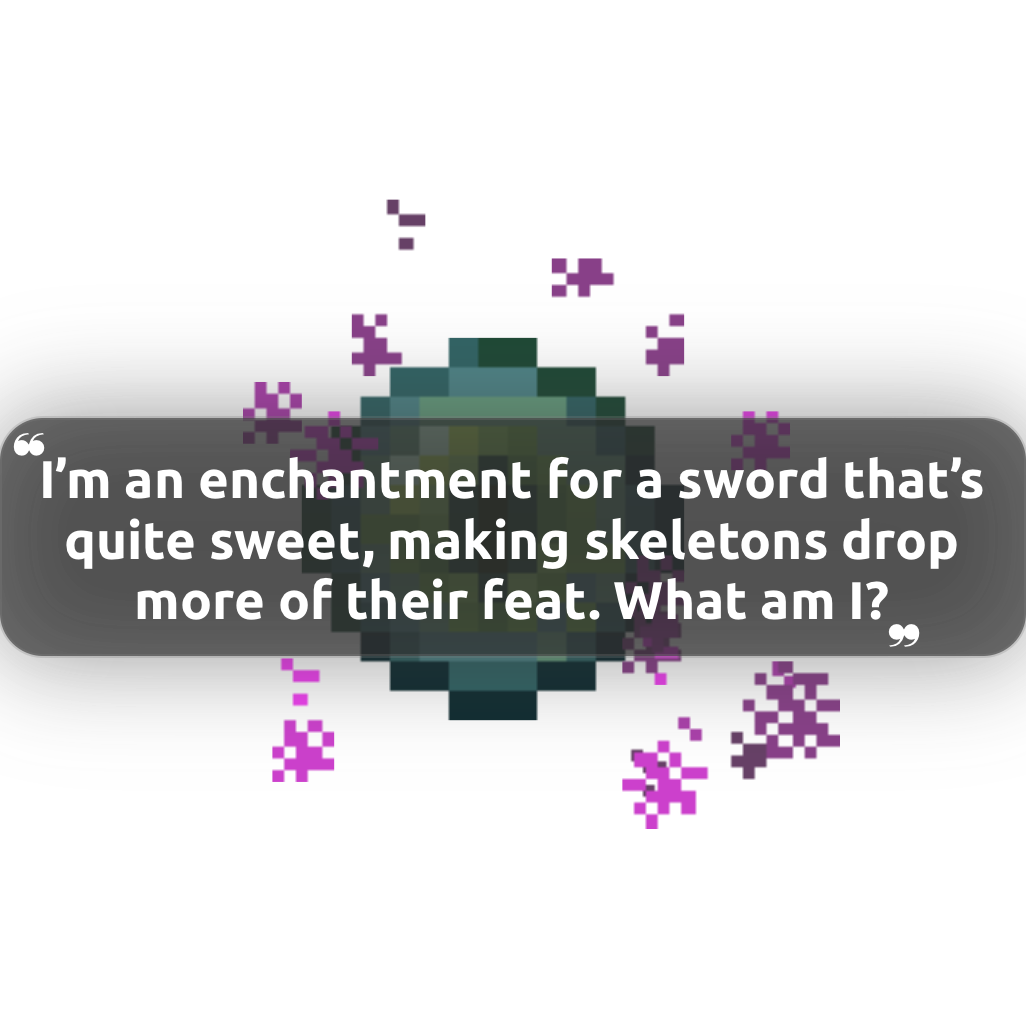 ❝
I’m an enchantment for a sword that’s
quite sweet, making skeletons drop
more of their feat. What am I?
❞